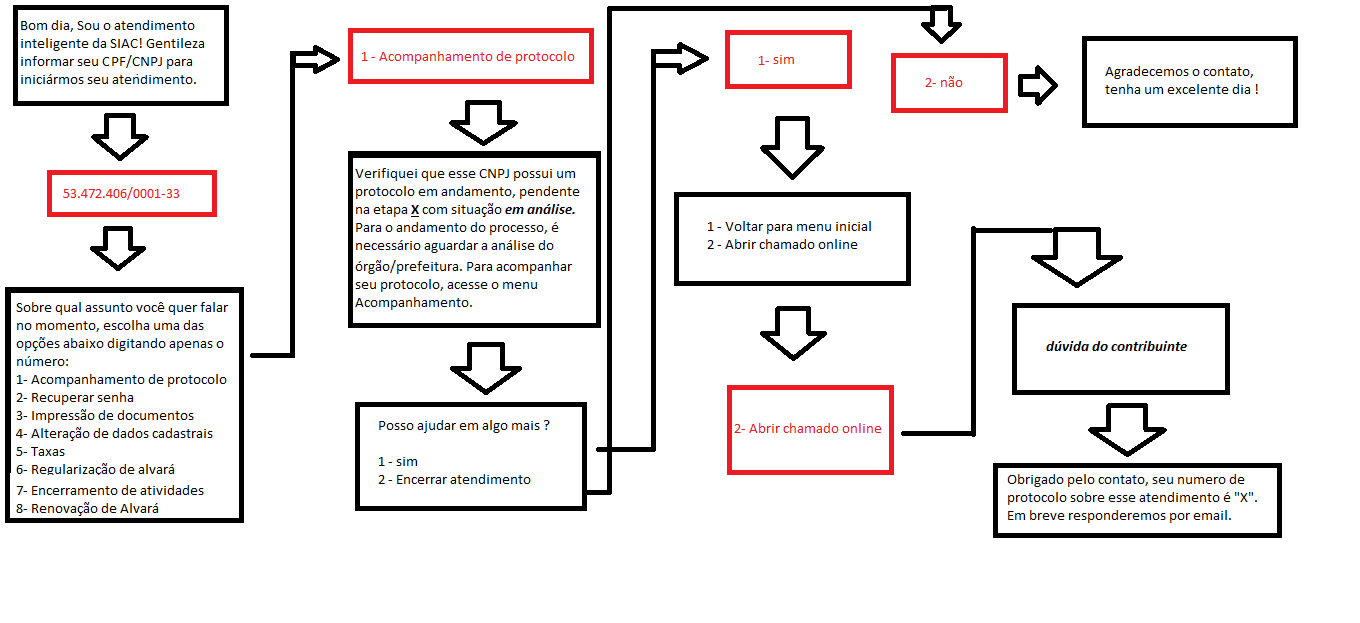 Bom dia, Sou o atendimento
inteligente da SIAC! Gentileza
informar seu CPF/CNPJ para
iniciármos seu atendimento.
53.472.406/0001-33
Sobre qual assunto você quer falar
no momento, escolha uma das
opções abaixo digitando apenas o
número:
1- Acompanhamento de protocolo
2- Recuperar senha
3- Impressão de documentos
4- Alteração de dados cadastrais
5- Taxas
6- Regularização de alvará
7- Encerramento de atividades
8- Renovação de Alvará
1 - Acompanhamento de protocolo
Verifiquei que esse CNPJ possui um
protocolo em andamento, pendente
na etapa X com situação em análise.
Para o andamento do processo, é
necessário aguardar a análise do
órgão/prefeitura. Para acompanhar
seu protocolo, acesse o menu
Acompanhamento.
Posso ajudar em algo mais ?
1 - sim
2 - Encerrar atendimento
1- sim
1 - Voltar para menu inicial
2 - Abrir chamado online
2- Abrir chamado online
2- não
Agradecemos o contato,
tenha um excelente dia !
dúvida do contribuinte
Obrigado pelo contato, seu numero de
protocolo sobre esse atendimento é "X".
Em breve responderemos por email.